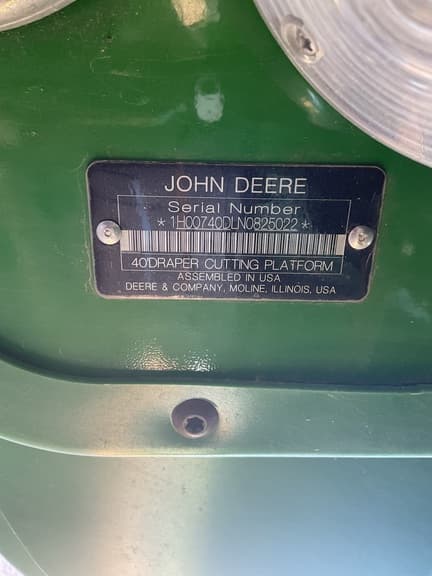 JOHN DEERE
Serial Number
* 1H00740DLN0825022 *
40'DRAPER CUTTING PLATFORM
ASSEMBLED IN USA
DEERE & COMPANY, MOLINE, ILLINOIS, USA